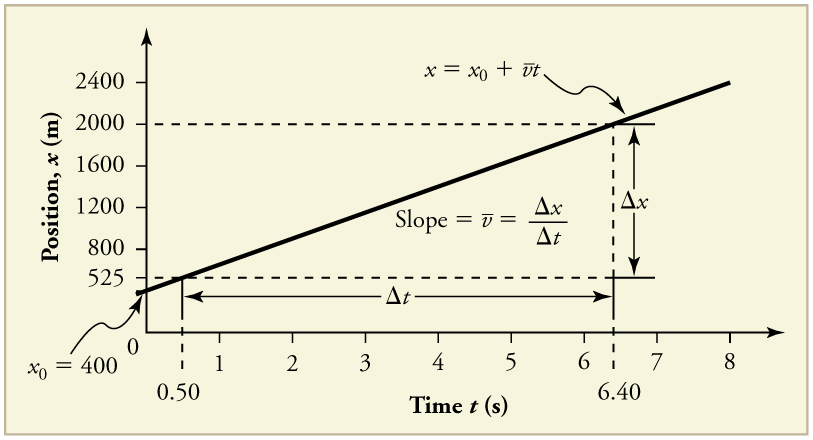 x = x₀ + v̄t
Position, x (m)
2400
2000
1600
1200
800
525
0
Δx
Slope = v̄ = Δx/Δt
Δt
x₀ = 400
1 2 3 4 5 6 7 8
0.50 6.40
Time t (s)